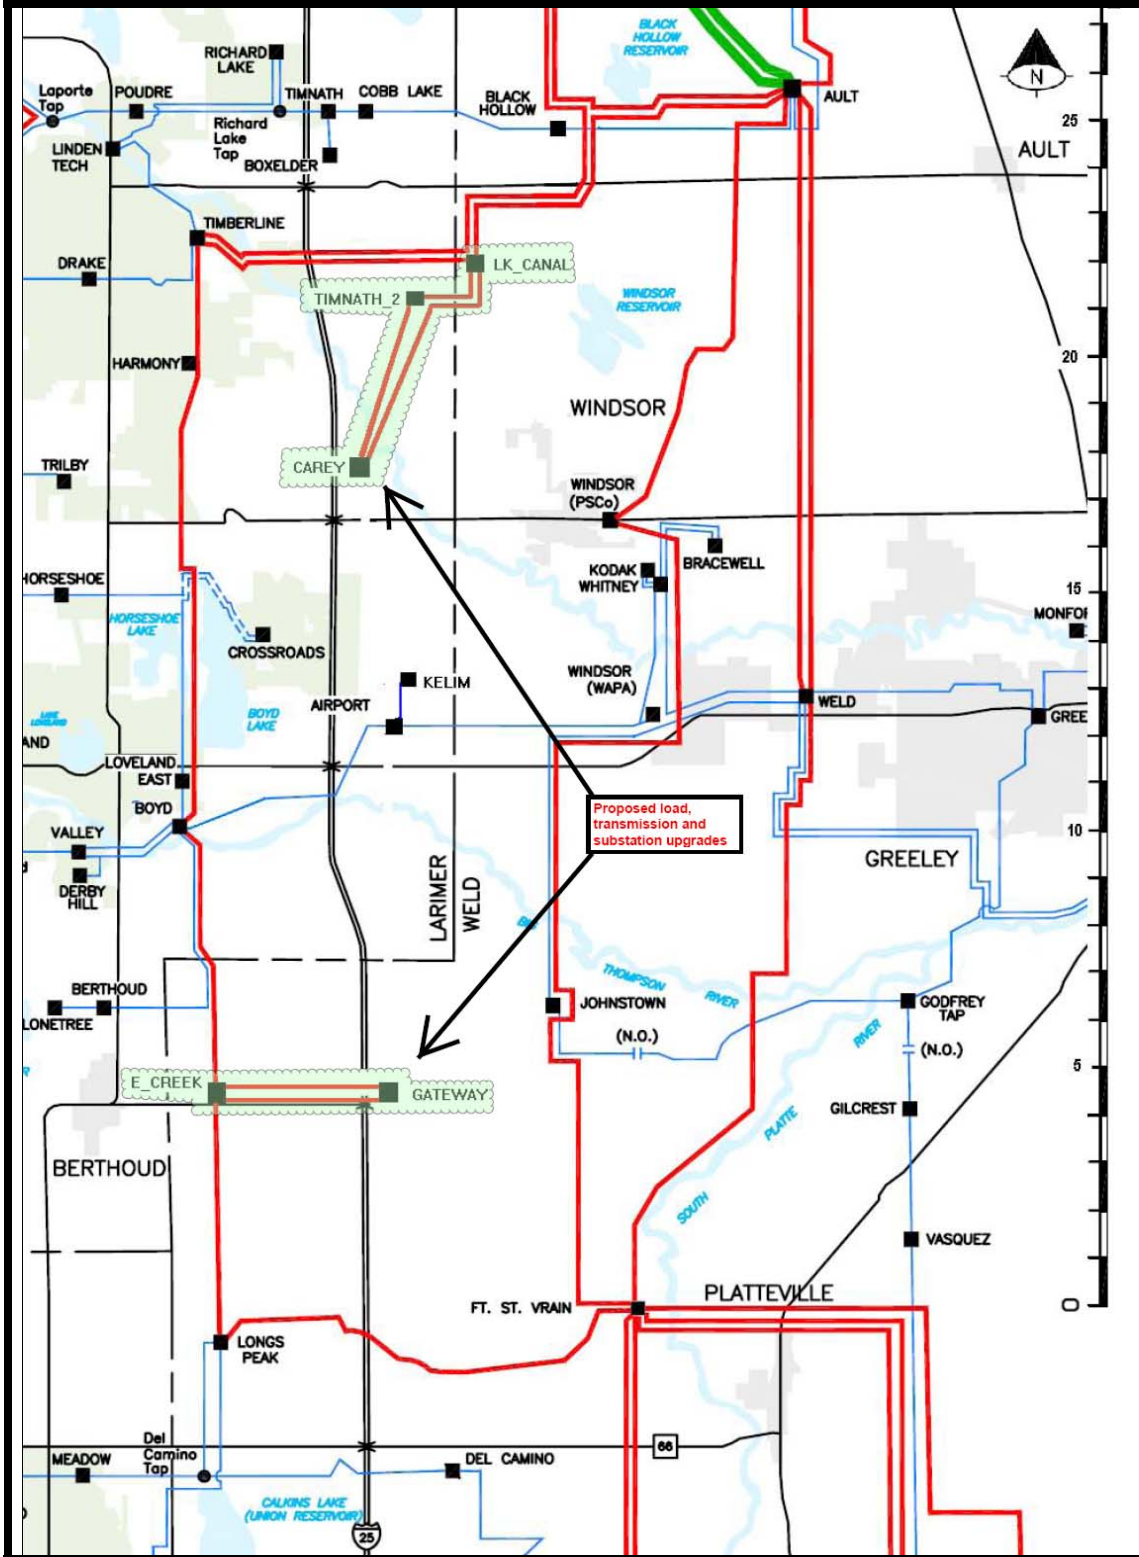 BLACK
HOLLOW
RESERVOIR
RICHARD
LAKE
N
Laporte
Tap
POUDRE
TIMNATH
COBB LAKE
BLACK
HOLLOW
AULT
25
Richard
Lake
Tap
LINDEN
TECH
BOXELDER
AULT
TIMBERLINE
DRAKE
LK_CANAL
TIMNATH_2
WINDSOR
RESERVOIR
20
HARMONY
WINDSOR
TRILBY
CAREY
WINDSOR
(PSCo)
BRACEWELL
KODAK
WHITNEY
15
HORSESHOE
HORSESHOE
LAKE
MONFOR
CROSSROADS
WINDSOR
(WAPA)
KELIM
AIRPORT
WELD
LAKE
LOVELAND
BOYD
LAKE
GREE
AND
LOVELAND
EAST
BOYD
Proposed load,
transmission and
substation upgrades
VALLEY
10
DERBY
HILL
GREELEY
LARIMER
WELD
BIG
THOMPSON
RIVER
BERTHOUD
LONETREE
JOHNSTOWN
GODFREY
TAP
(N.O.)
RIVER
(N.O.)
5
E_CREEK
GATEWAY
GILCREST
PLATTE
BERTHOUD
SOUTH
VASQUEZ
PLATTEVILLE
FT. ST. VRAIN
0
LONGS
PEAK
Del
Camino
Tap
66
MEADOW
DEL CAMINO
CALKINS LAKE
(UNION RESERVOIR)
25